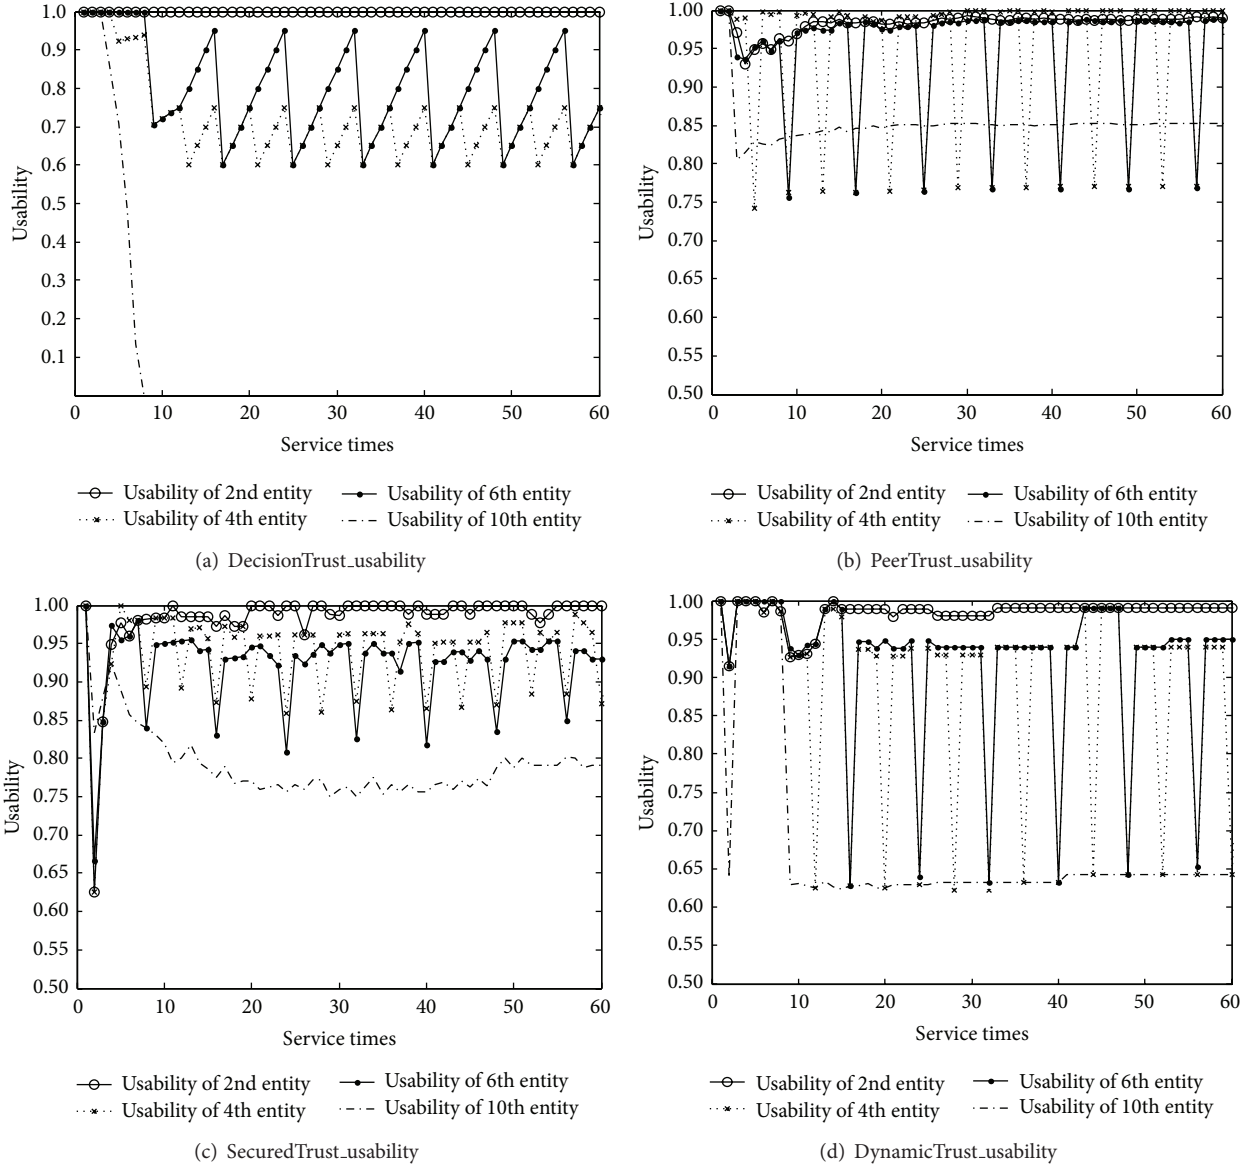 1.0
0.9
0.8
0.7
0.6
0.5
0.4
0.3
0.2
0.1
Usability
0 10 20 30 40 50 60
Service times
Usability of 2nd entity
Usability of 6th entity
Usability of 4th entity
Usability of 10th entity
(a) DecisionTrust_usability
1.00
0.95
0.90
0.85
0.80
0.75
0.70
0.65
0.60
0.55
0.50
Usability
0 10 20 30 40 50 60
Service times
Usability of 2nd entity
Usability of 6th entity
Usability of 4th entity
Usability of 10th entity
(b) PeerTrust_usability
1.00
0.95
0.90
0.85
0.80
0.75
0.70
0.65
0.60
0.55
0.50
Usability
0 10 20 30 40 50 60
Service times
Usability of 2nd entity
Usability of 6th entity
Usability of 4th entity
Usability of 10th entity
(c) SecuredTrust_usability
1.00
0.95
0.90
0.85
0.80
0.75
0.70
0.65
0.60
0.55
0.50
Usability
0 10 20 30 40 50 60
Service times
Usability of 2nd entity
Usability of 6th entity
Usability of 4th entity
Usability of 10th entity
(d) DynamicTrust_usability